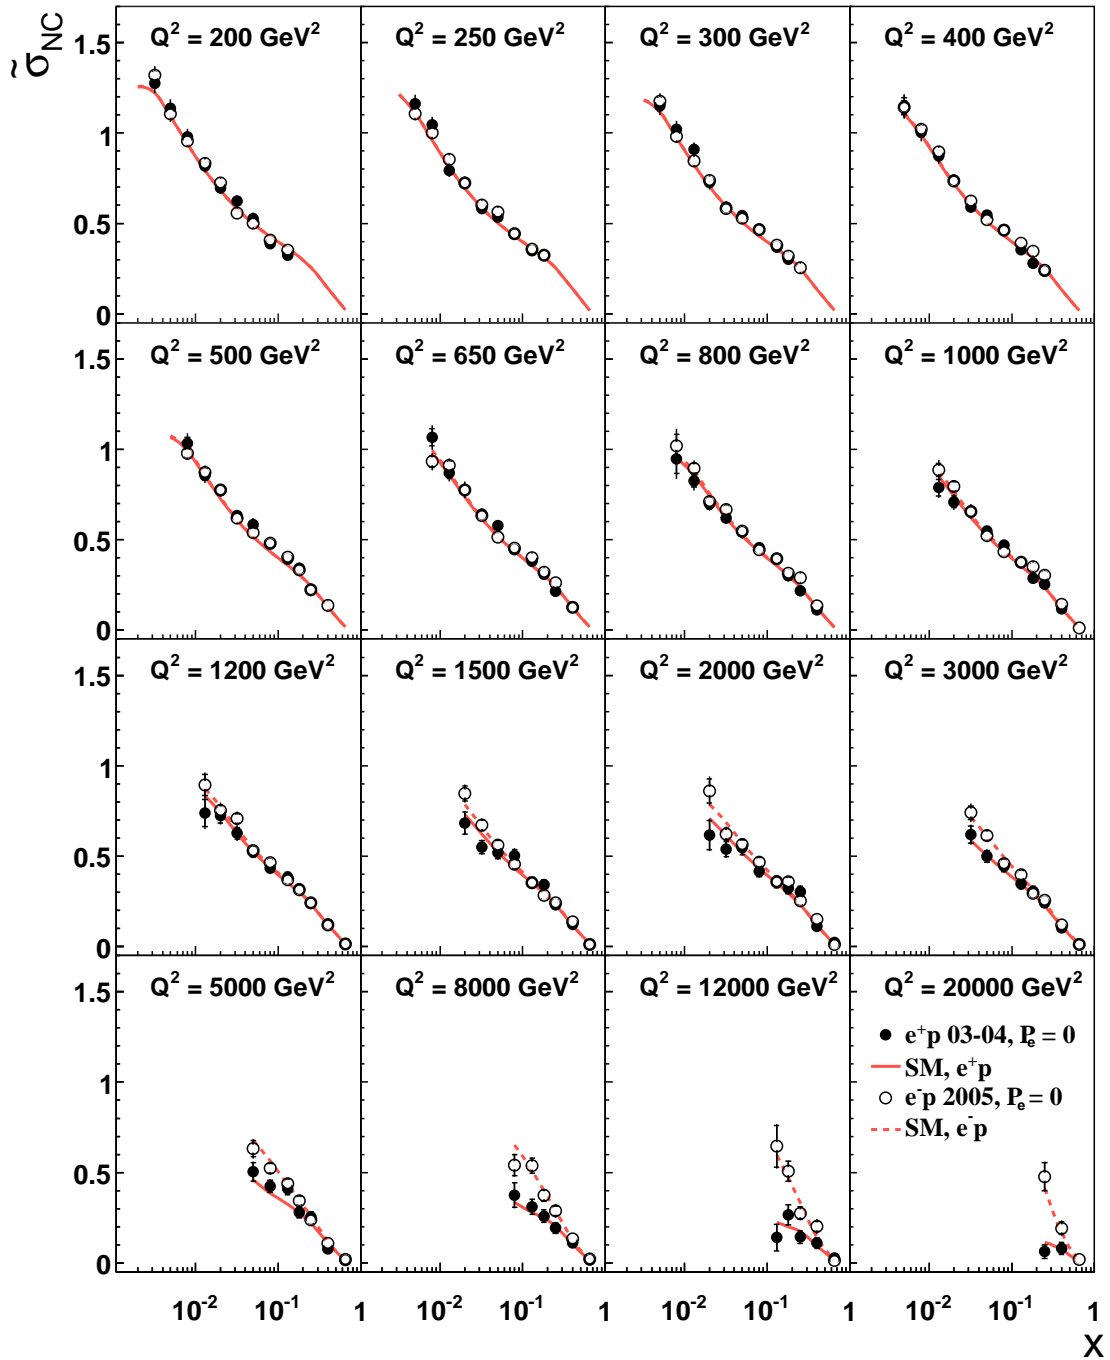 σ̃NC
Q² = 200 GeV²
Q² = 250 GeV²
Q² = 300 GeV²
Q² = 400 GeV²
1.5
1
0.5
0
Q² = 500 GeV²
Q² = 650 GeV²
Q² = 800 GeV²
Q² = 1000 GeV²
1.5
1
0.5
0
Q² = 1200 GeV²
Q² = 1500 GeV²
Q² = 2000 GeV²
Q² = 3000 GeV²
1.5
1
0.5
0
Q² = 5000 GeV²
Q² = 8000 GeV²
Q² = 12000 GeV²
Q² = 20000 GeV²
1.5
1
0.5
0
e⁺p 03-04, Pₑ = 0
SM, e⁺p
e⁻p 2005, Pₑ = 0
SM, e⁻p
10⁻² 10⁻¹ 1
10⁻² 10⁻¹ 1
10⁻² 10⁻¹ 1
10⁻² 10⁻¹ 1
x